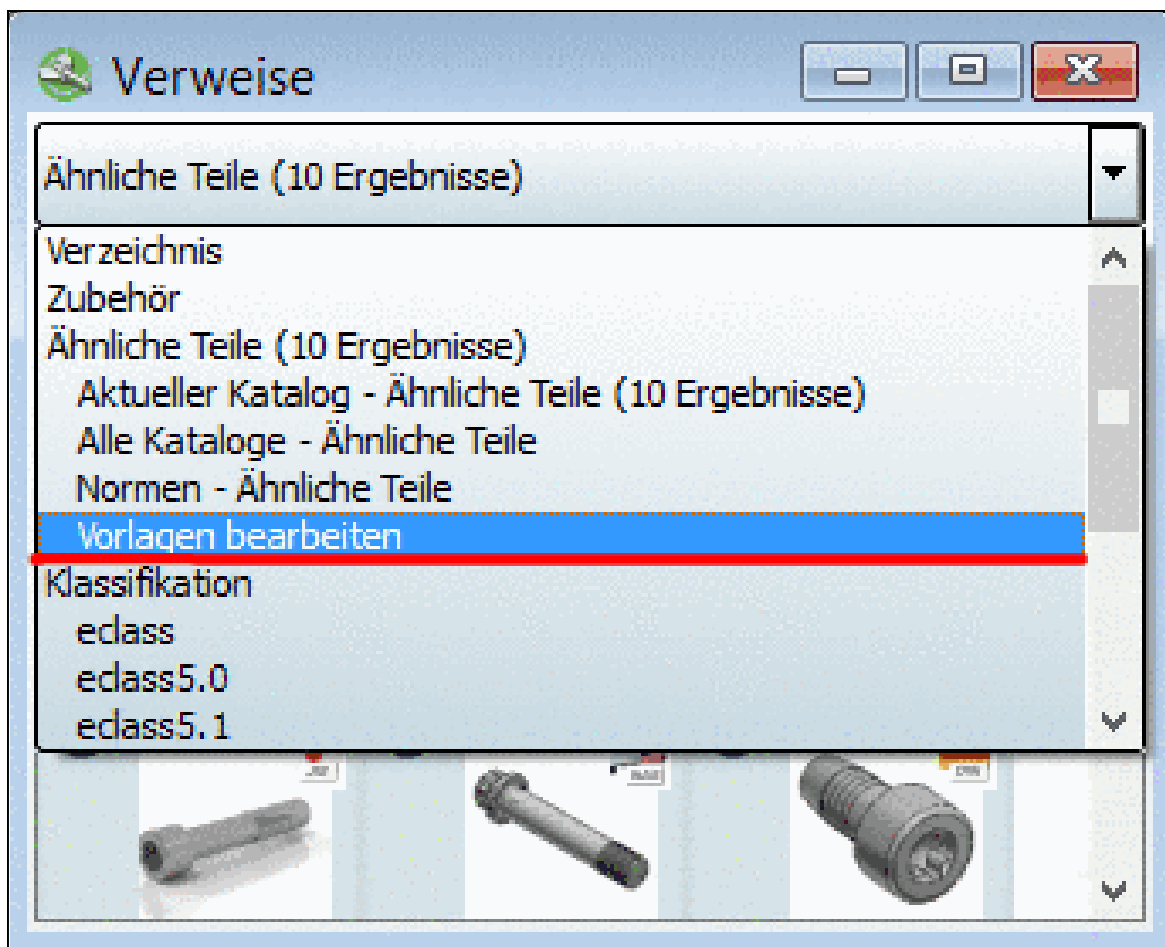 Verweise
Ähnliche Teile (10 Ergebnisse)
Verzeichnis
Zubehör
Ähnliche Teile (10 Ergebnisse)
Aktueller Katalog - Ähnliche Teile (10 Ergebnisse)
Alle Kataloge - Ähnliche Teile
Normen - Ähnliche Teile
Vorlagen bearbeiten
Klassifikation
eclass
eclass5.0
eclass5.1